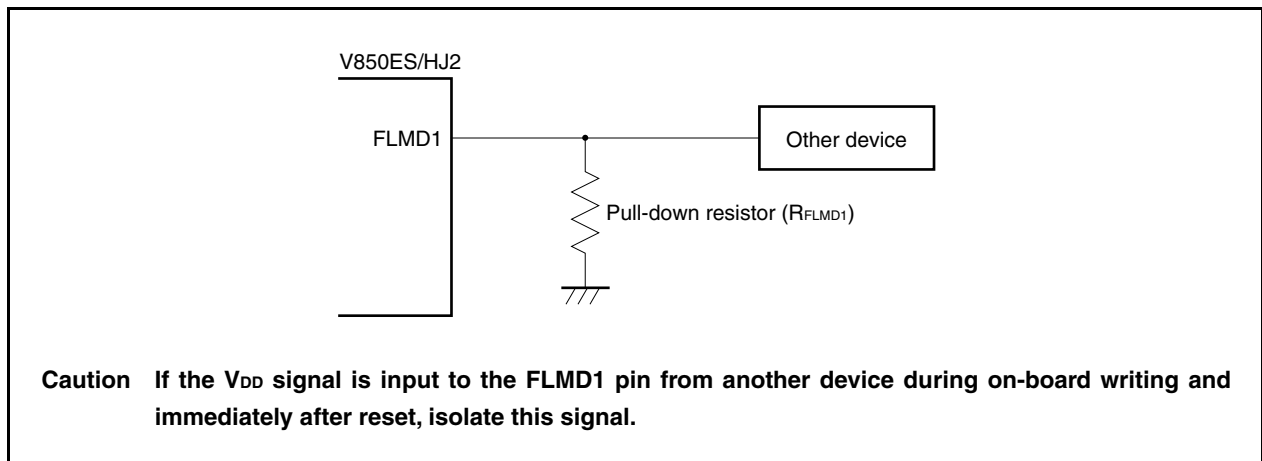 V850ES/HJ2
FLMD1
Other device
Pull-down resistor (RFLMD1)
Caution If the VDD signal is input to the FLMD1 pin from another device during on-board writing and
immediately after reset, isolate this signal.